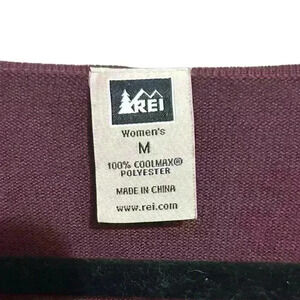 REI
Women's
M
100% COOLMAX®
POLYESTER
MADE IN CHINA
www.rei.com